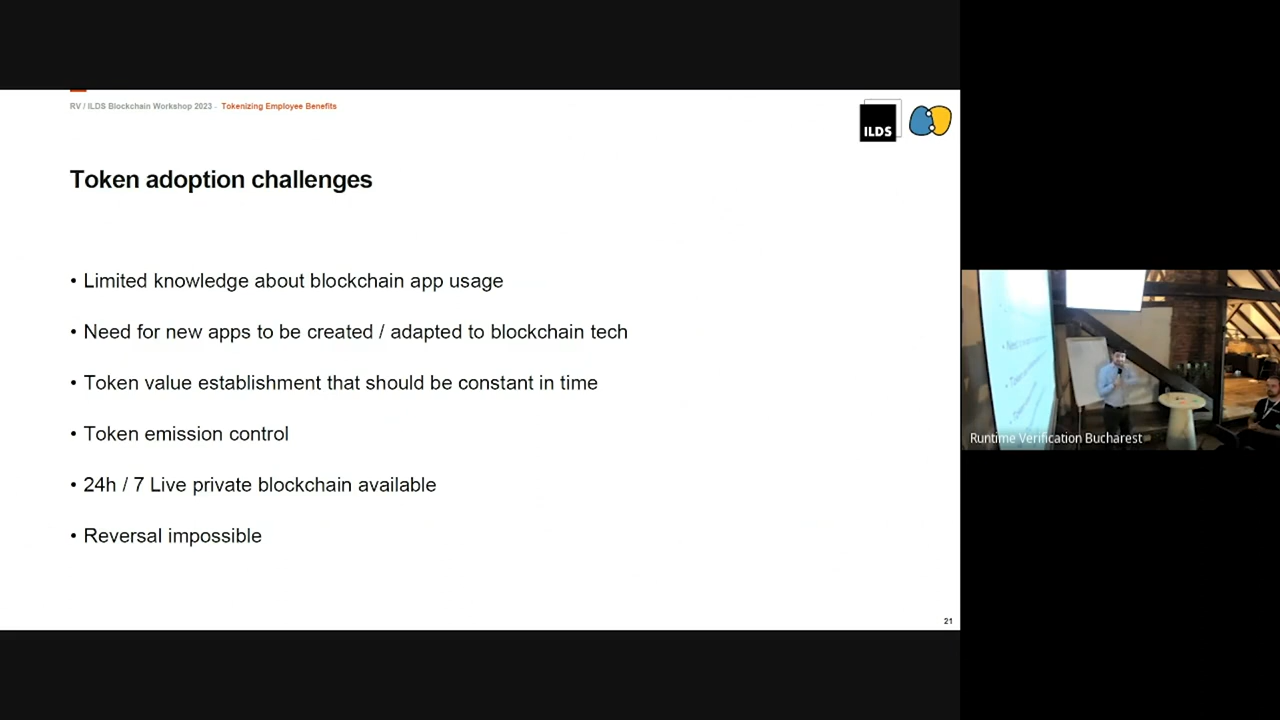 RV / ILDS Blockchain Workshop 2023 - Tokenizing Employee Benefits
ILDS
Token adoption challenges
• Limited knowledge about blockchain app usage
• Need for new apps to be created / adapted to blockchain tech
• Token value establishment that should be constant in time
• Token emission control
• 24h / 7 Live private blockchain available
• Reversal impossible
21
Runtime Verification Bucharest